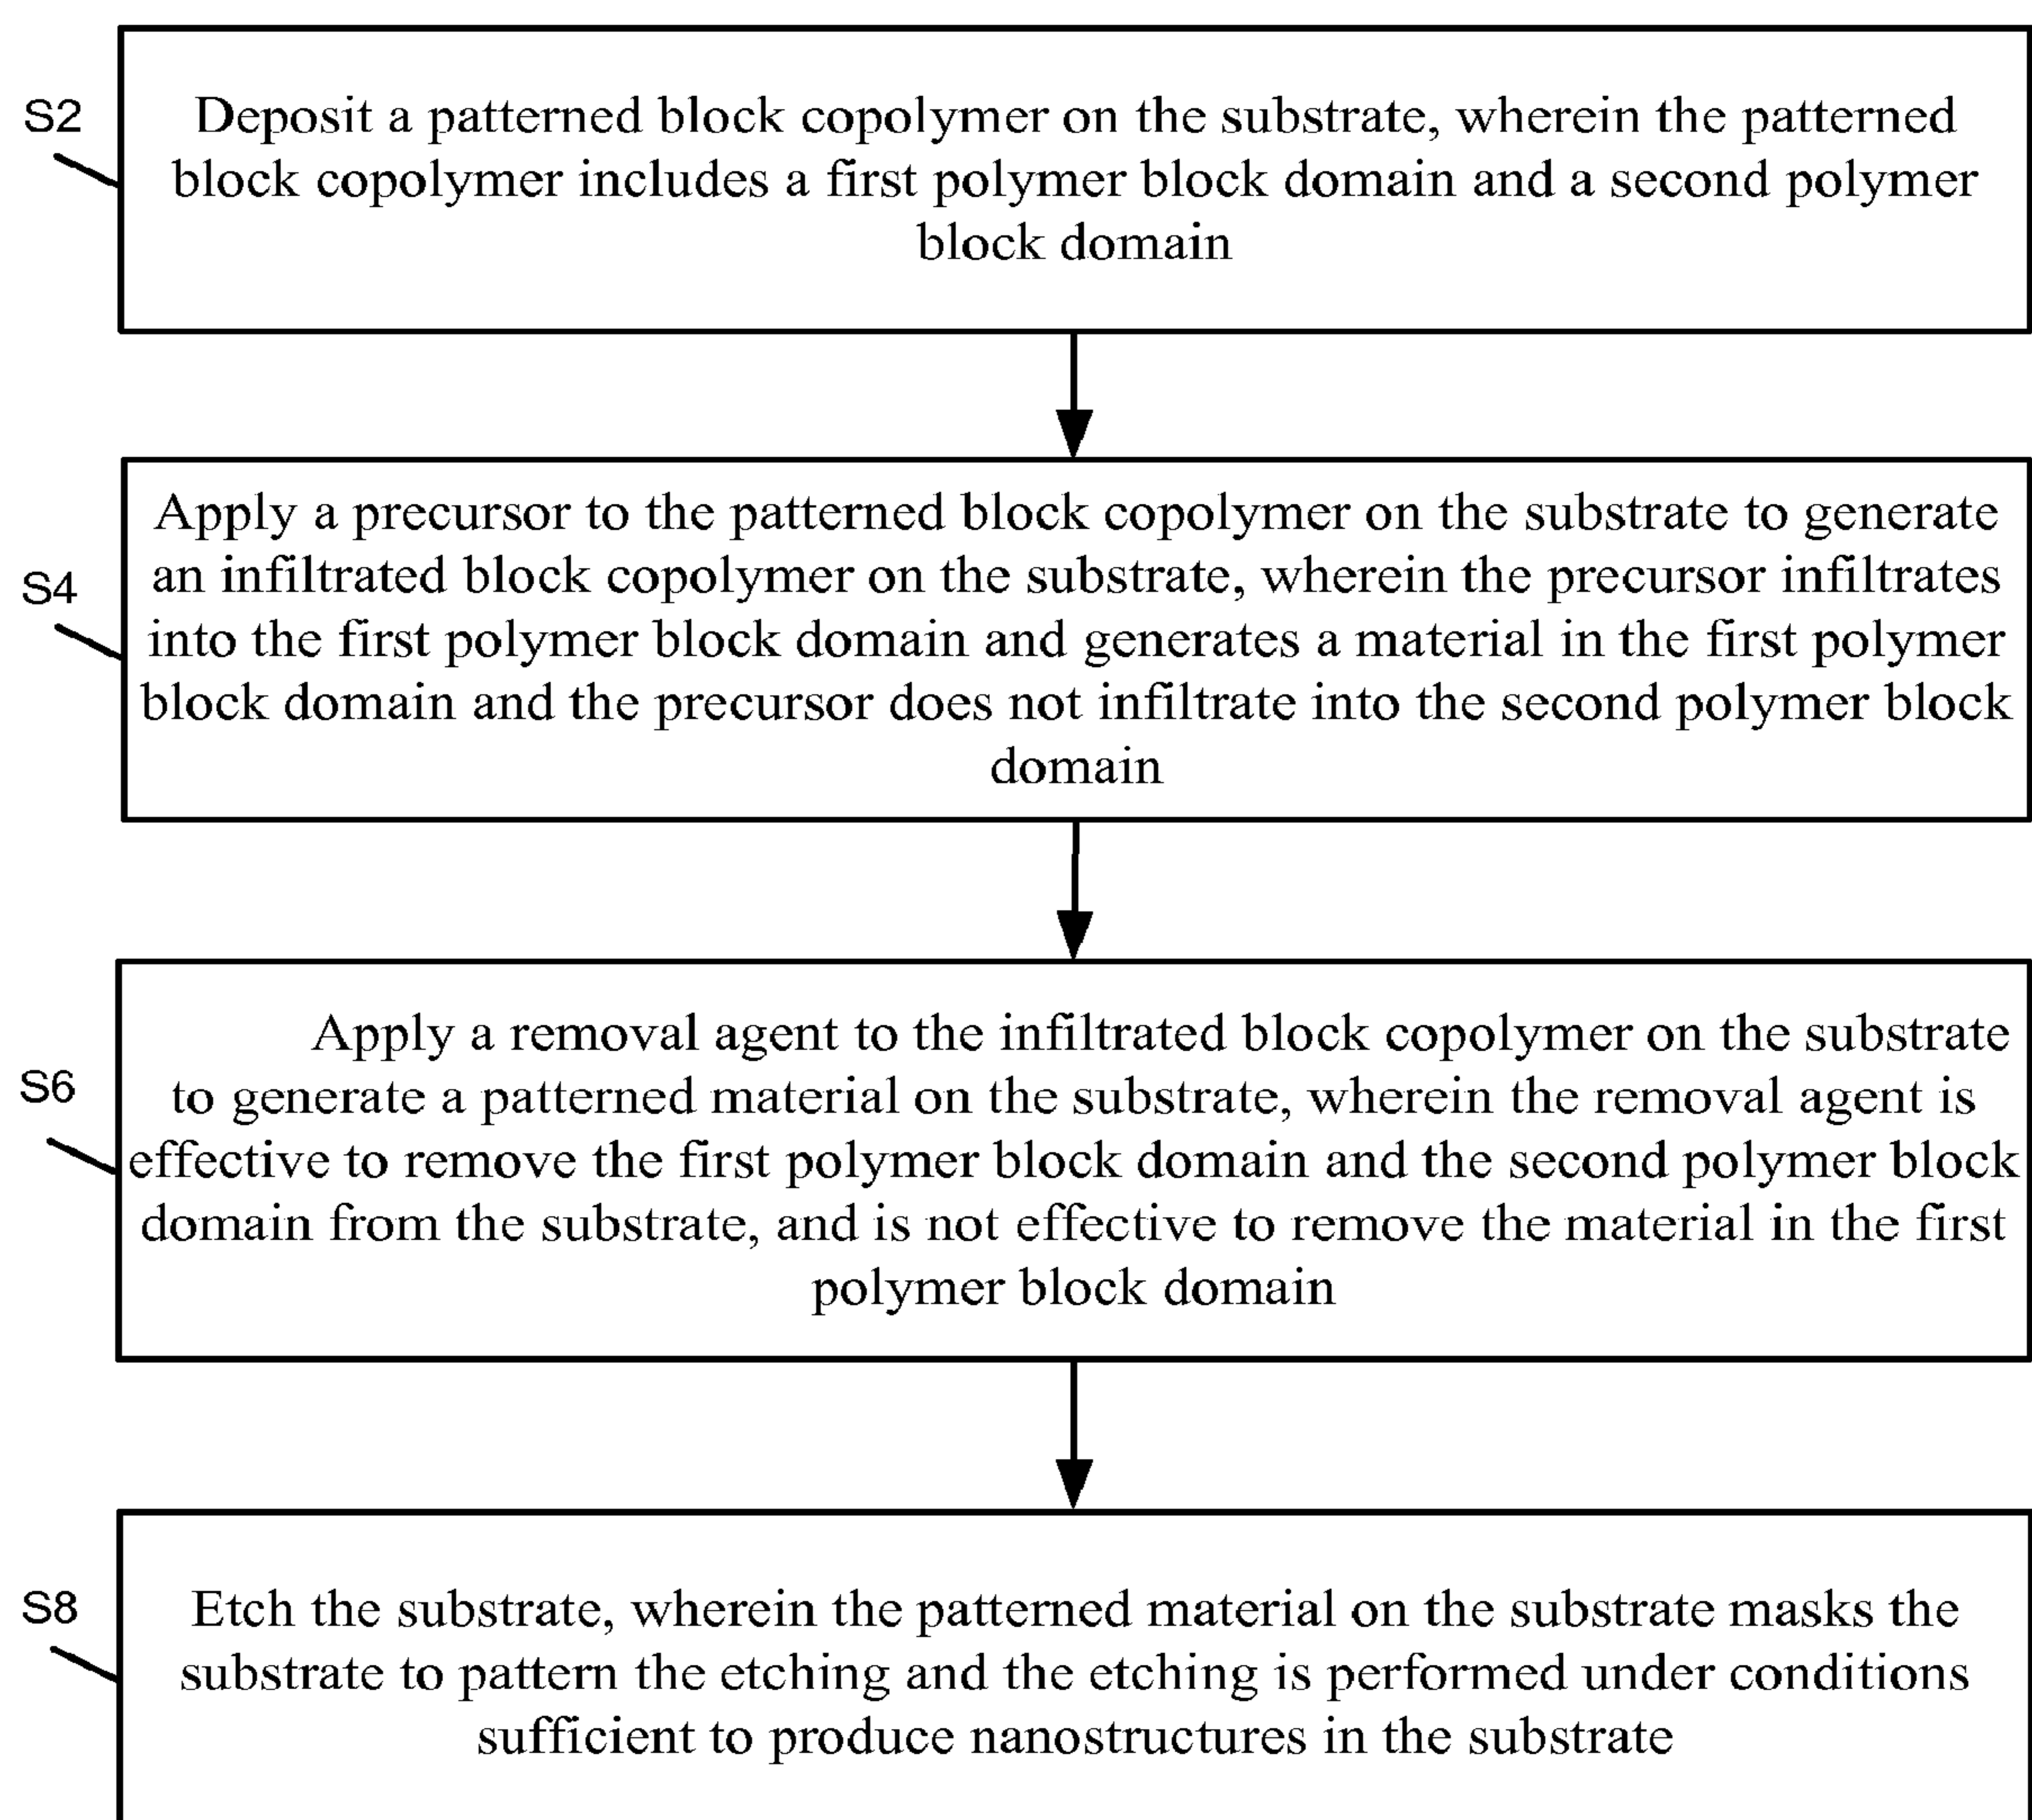 S2
Deposit a patterned block copolymer on the substrate, wherein the patterned
block copolymer includes a first polymer block domain and a second polymer
block domain
S4
Apply a precursor to the patterned block copolymer on the substrate to generate
an infiltrated block copolymer on the substrate, wherein the precursor infiltrates
into the first polymer block domain and generates a material in the first polymer
block domain and the precursor does not infiltrate into the second polymer block
domain
S6
Apply a removal agent to the infiltrated block copolymer on the substrate
to generate a patterned material on the substrate, wherein the removal agent is
effective to remove the first polymer block domain and the second polymer block
domain from the substrate, and is not effective to remove the material in the first
polymer block domain
S8
Etch the substrate, wherein the patterned material on the substrate masks the
substrate to pattern the etching and the etching is performed under conditions
sufficient to produce nanostructures in the substrate